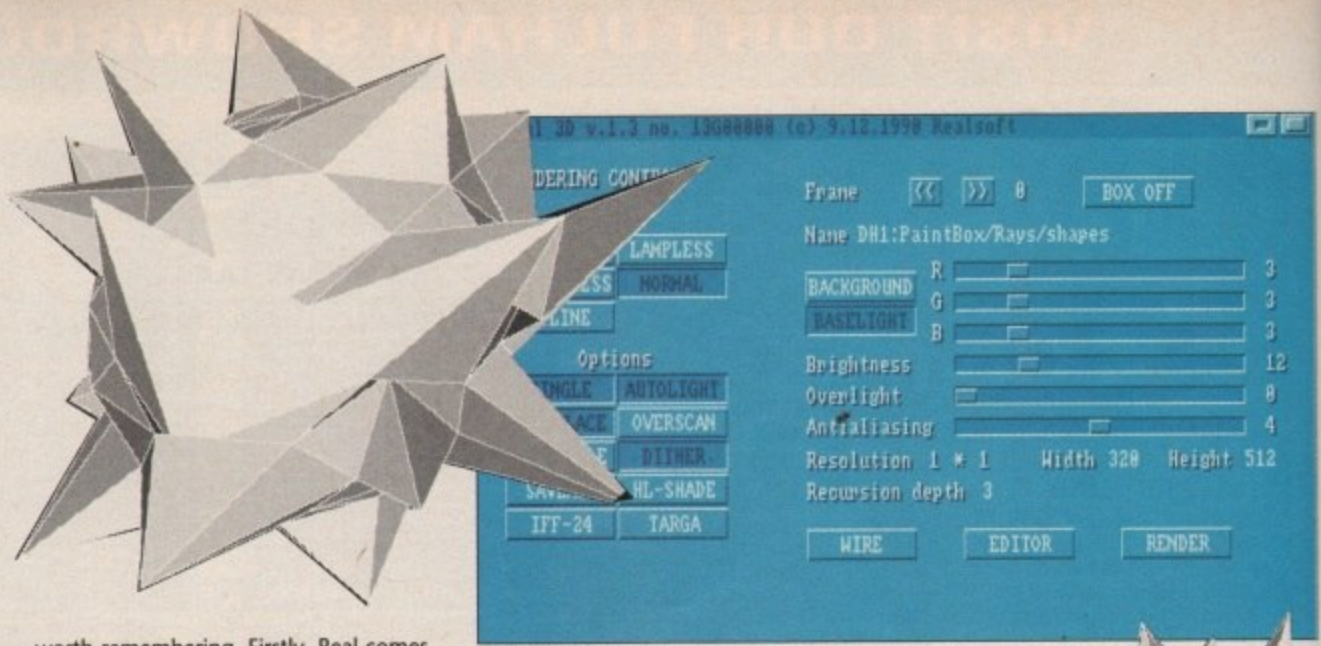 3D v.1.3 no. 13G00000 (c) 9.12.1990 Realsoft
Frame << >> 0 BOX OFF
Name DH1:PaintBox/Rays/shapes
LAMPLESS
NORMAL
LINE
BACKGROUND
BASELIGHT
R 3
G 3
B 3
Options
AUTOLIGHT
OVERSCAN
DITHER
HL-SHADE
IFF-24 TARGA
Brightness 12
Overlight 0
Antialiasing 4
Resolution 1 * 1 Width 320 Height 512
Recursion depth 3
WIRE EDITOR RENDER
worth remembering. Firstly, Real comes